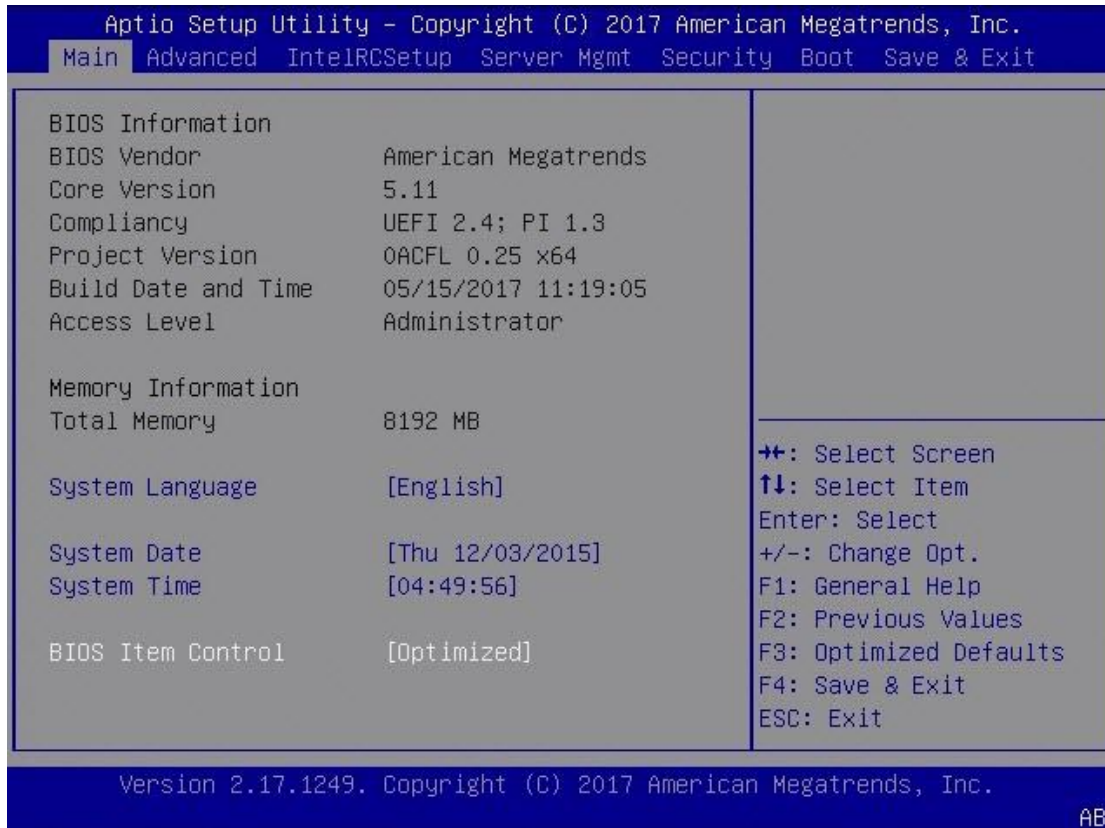 Aptio Setup Utility – Copyright (C) 2017 American Megatrends, Inc.
Main Advanced IntelRCSetup Server Mgmt Security Boot Save & Exit
BIOS Information
BIOS Vendor American Megatrends
Core Version 5.11
Compliancy UEFI 2.4; PI 1.3
Project Version 0ACFL 0.25 x64
Build Date and Time 05/15/2017 11:19:05
Access Level Administrator
Memory Information
Total Memory 8192 MB
System Language [English]
System Date [Thu 12/03/2015]
System Time [04:49:56]
BIOS Item Control [Optimized]
→←: Select Screen
↑↓: Select Item
Enter: Select
+/-: Change Opt.
F1: General Help
F2: Previous Values
F3: Optimized Defaults
F4: Save & Exit
ESC: Exit
Version 2.17.1249. Copyright (C) 2017 American Megatrends, Inc.
AB